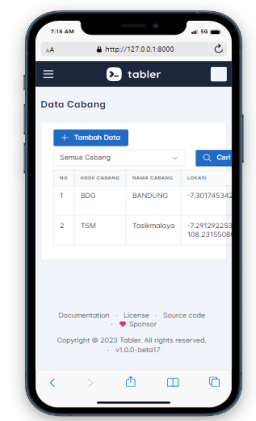 7:18 AM
5G
AA
http://127.0.0.1:8000
tabler
Data Cabang
+ Tambah Data
Semua Cabang
Cari
NO KODE CABANG NAMA CABANG LOKASI
1 BDG BANDUNG -7.301745342
2 TSM Tasikmalaya -7.291292253
108.2315508
Documentation · License · Source code
· Sponsor
Copyright © 2023 Tabler. All rights reserved.
· v1.0.0-beta17